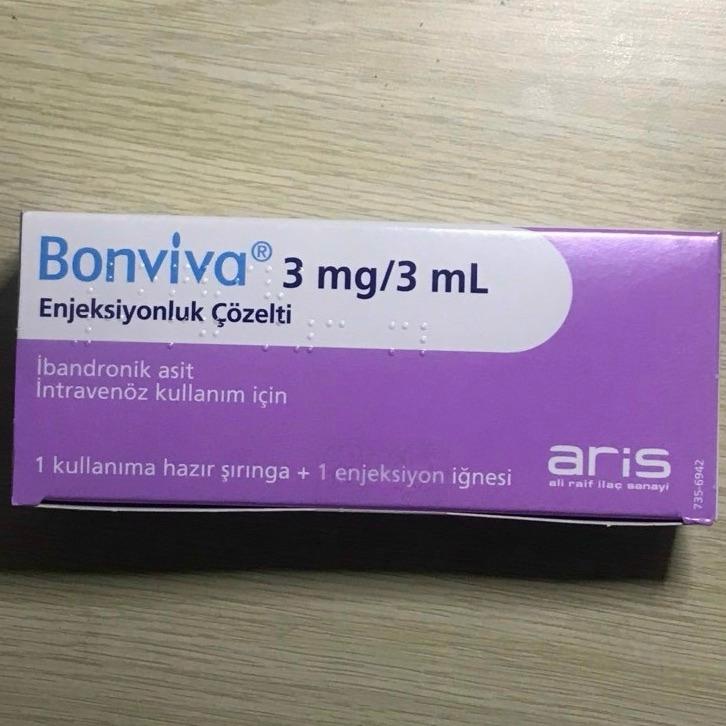 Bonviva® 3 mg/3 mL
Enjeksiyonluk Çözelti
İbandronik asit
İntravenöz kullanım için
1 kullanıma hazır şırınga + 1 enjeksiyon iğnesi
aris
ali raif ilaç sanayi
735-6942